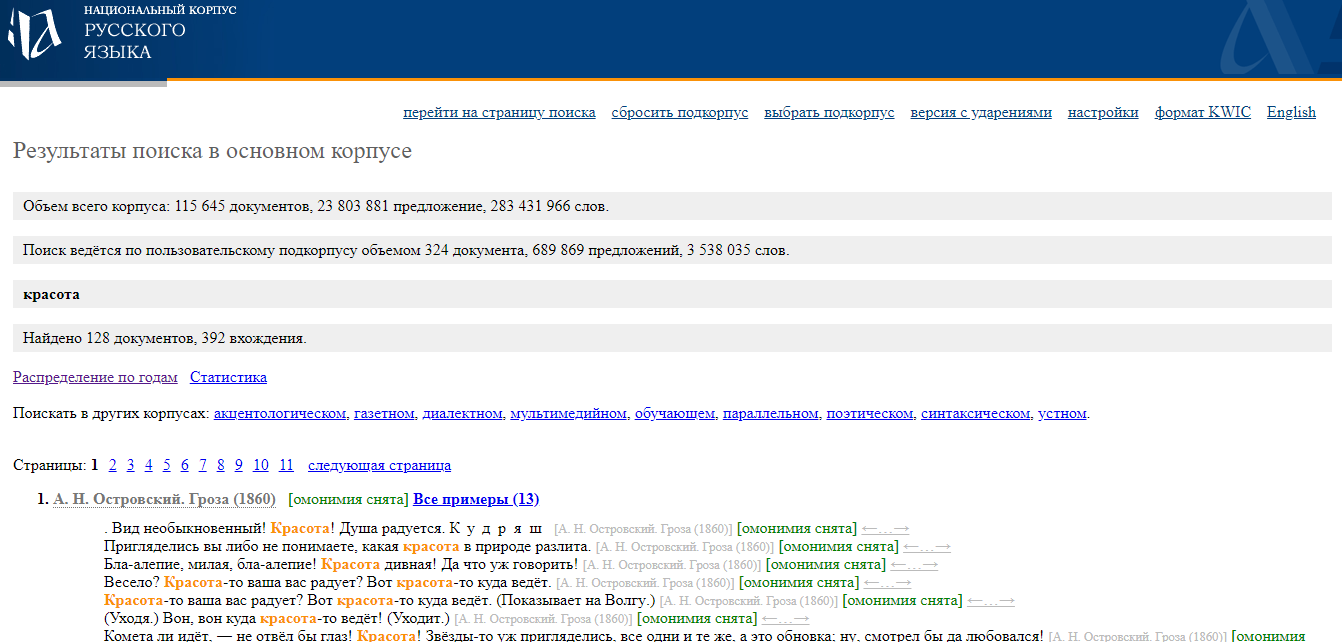 НАЦИОНАЛЬНЫЙ КОРПУС
РУССКОГО
ЯЗЫКА
перейти на страницу поиска сбросить подкорпус выбрать подкорпус версия с ударениями настройки формат KWIC English
Результаты поиска в основном корпусе
Объем всего корпуса: 115 645 документов, 23 803 881 предложение, 283 431 966 слов.
Поиск ведётся по пользовательскому подкорпусу объемом 324 документа, 689 869 предложений, 3 538 035 слов.
красота
Найдено 128 документов, 392 вхождения.
Распределение по годам Статистика
Поискать в других корпусах: акцентологическом, газетном, диалектном, мультимедийном, обучающем, параллельном, поэтическом, синтаксическом, устном.
Страницы: 1 2 3 4 5 6 7 8 9 10 11 следующая страница
1. А. Н. Островский. Гроза (1860) [омонимия снята] Все примеры (13)
. Вид необыкновенный! Красота! Душа радуется. К у д р я ш [А. Н. Островский. Гроза (1860)] [омонимия снята] ←…→
Пригляделись вы либо не понимаете, какая красота в природе разлита. [А. Н. Островский. Гроза (1860)] [омонимия снята] ←…→
Бла-алепие, милая, бла-алепие! Красота дивная! Да что уж говорить! [А. Н. Островский. Гроза (1860)] [омонимия снята] ←…→
Весело? Красота-то ваша вас радует? Вот красота-то куда ведёт. [А. Н. Островский. Гроза (1860)] [омонимия снята] ←…→
Красота-то ваша вас радует? Вот красота-то куда ведёт. (Показывает на Волгу.) [А. Н. Островский. Гроза (1860)] [омонимия снята] ←…→
(Уходя.) Вон, вон куда красота-то ведёт! (Уходит.) [А. Н. Островский. Гроза (1860)] [омонимия снята] ←…→
Комета ли идёт, — не отвёл бы глаз! Красота! Звёзды-то уж пригляделись, все одни и те же, а это обновка; ну, смотрел бы да любовался! [А. Н. Островский. Гроза (1860)] [омонимия